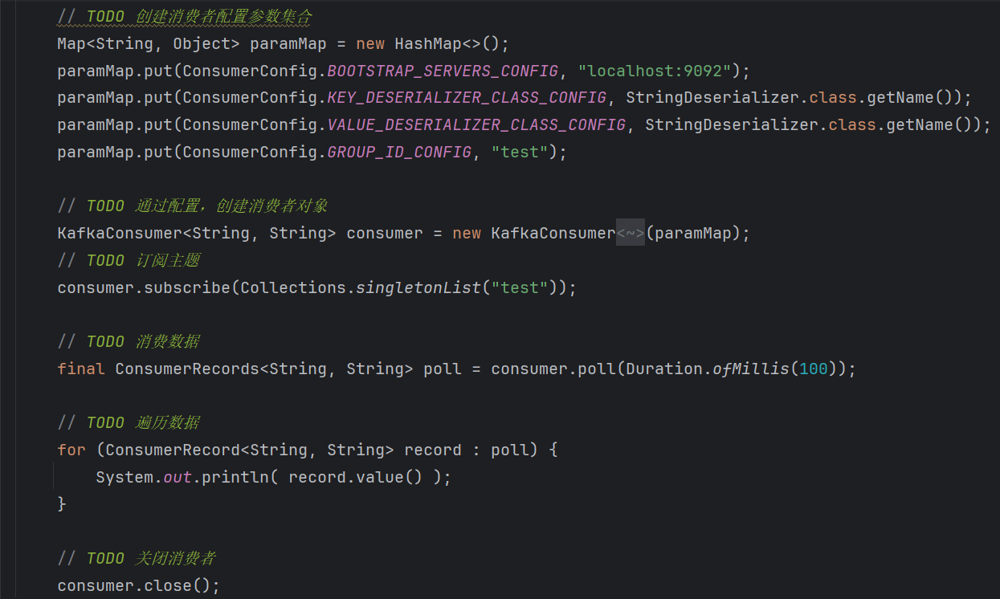 // TODO 创建消费者配置参数集合
Map<String, Object> paramMap = new HashMap<>();
paramMap.put(ConsumerConfig.BOOTSTRAP_SERVERS_CONFIG, "localhost:9092");
paramMap.put(ConsumerConfig.KEY_DESERIALIZER_CLASS_CONFIG, StringDeserializer.class.getName());
paramMap.put(ConsumerConfig.VALUE_DESERIALIZER_CLASS_CONFIG, StringDeserializer.class.getName());
paramMap.put(ConsumerConfig.GROUP_ID_CONFIG, "test");
// TODO 通过配置，创建消费者对象
KafkaConsumer<String, String> consumer = new KafkaConsumer<~>(paramMap);
// TODO 订阅主题
consumer.subscribe(Collections.singletonList("test"));
// TODO 消费数据
final ConsumerRecords<String, String> poll = consumer.poll(Duration.ofMillis(100));
// TODO 遍历数据
for (ConsumerRecord<String, String> record : poll) {
    System.out.println( record.value() );
}
// TODO 关闭消费者
consumer.close();